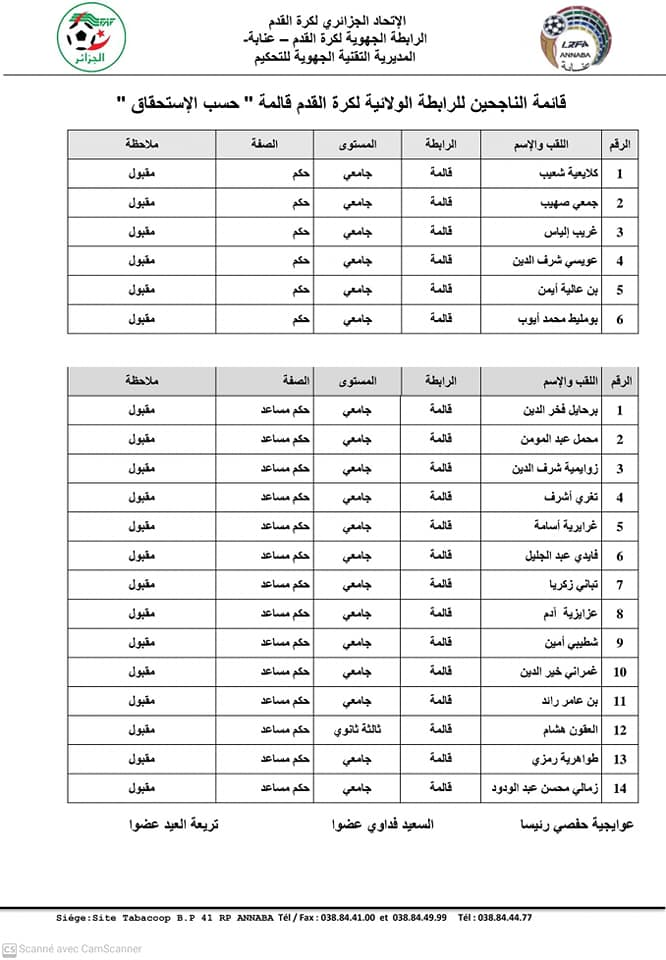 الإتحاد الجزائري لكرة القدم
الرابطة الجهوية لكرة القدم – عنابة-
المديرية التقنية الجهوية للتحكيم
FAF
الجزائر
LRFA
ANNABA
عنابة
قائمة الناجحين للرابطة الولائية لكرة القدم قالمة " حسب الإستحقاق "
الرقم اللقب والإسم الرابطة المستوى الصفة ملاحظة
1 كلايعية شعيب قالمة جامعي حكم مقبول
2 جمعي صهيب قالمة جامعي حكم مقبول
3 غريب إلياس قالمة جامعي حكم مقبول
4 عويسي شرف الدين قالمة جامعي حكم مقبول
5 بن عالية أيمن قالمة جامعي حكم مقبول
6 بومليط محمد أيوب قالمة جامعي حكم مقبول
الرقم اللقب والإسم الرابطة المستوى الصفة ملاحظة
1 برحايل فخر الدين قالمة جامعي حكم مساعد مقبول
2 محمل عبد المومن قالمة جامعي حكم مساعد مقبول
3 زوايمية شرف الدين قالمة جامعي حكم مساعد مقبول
4 تغري أشرف قالمة جامعي حكم مساعد مقبول
5 غرايرية أسامة قالمة جامعي حكم مساعد مقبول
6 فايدي عبد الجليل قالمة جامعي حكم مساعد مقبول
7 تباني زكريا قالمة جامعي حكم مساعد مقبول
8 عزايزية أدم قالمة جامعي حكم مساعد مقبول
9 شطيبي أمين قالمة جامعي حكم مساعد مقبول
10 غمراني خير الدين قالمة جامعي حكم مساعد مقبول
11 بن عامر رائد قالمة جامعي حكم مساعد مقبول
12 العقون هشام قالمة ثالثة ثانوي حكم مساعد مقبول
13 طواهرية رمزي قالمة جامعي حكم مساعد مقبول
14 زمالي محسن عبد الودود قالمة جامعي حكم مساعد مقبول
عوايجية حفصي رئيسا السعيد فداوي عضوا تريعة العيد عضوا
Siége:Site Tabacoop B.P 41 RP ANNABA Tél / Fax : 038.84.41.00 et 038.84.49.99 Tél : 038.84.44.77
CS Scanné avec CamScanner